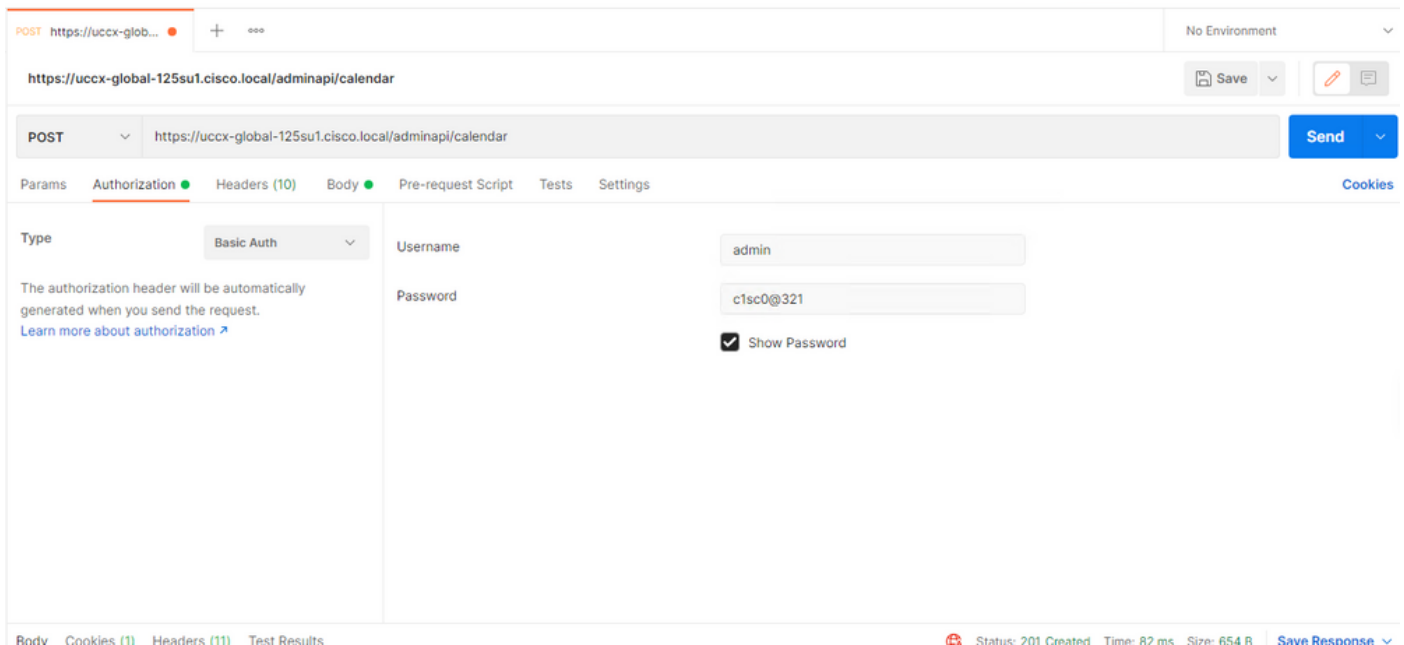 POST https://uccx-glob...
No Environment
https://uccx-global-125su1.cisco.local/adminapi/calendar
Save
POST https://uccx-global-125su1.cisco.local/adminapi/calendar
Send
Params Authorization Headers (10) Body Pre-request Script Tests Settings Cookies
Type Basic Auth
The authorization header will be automatically
generated when you send the request.
Learn more about authorization ↗
Username admin
Password c1sc0@321
Show Password
Body Cookies (1) Headers (11) Test Results Status: 201 Created Time: 82 ms Size: 654 B Save Response